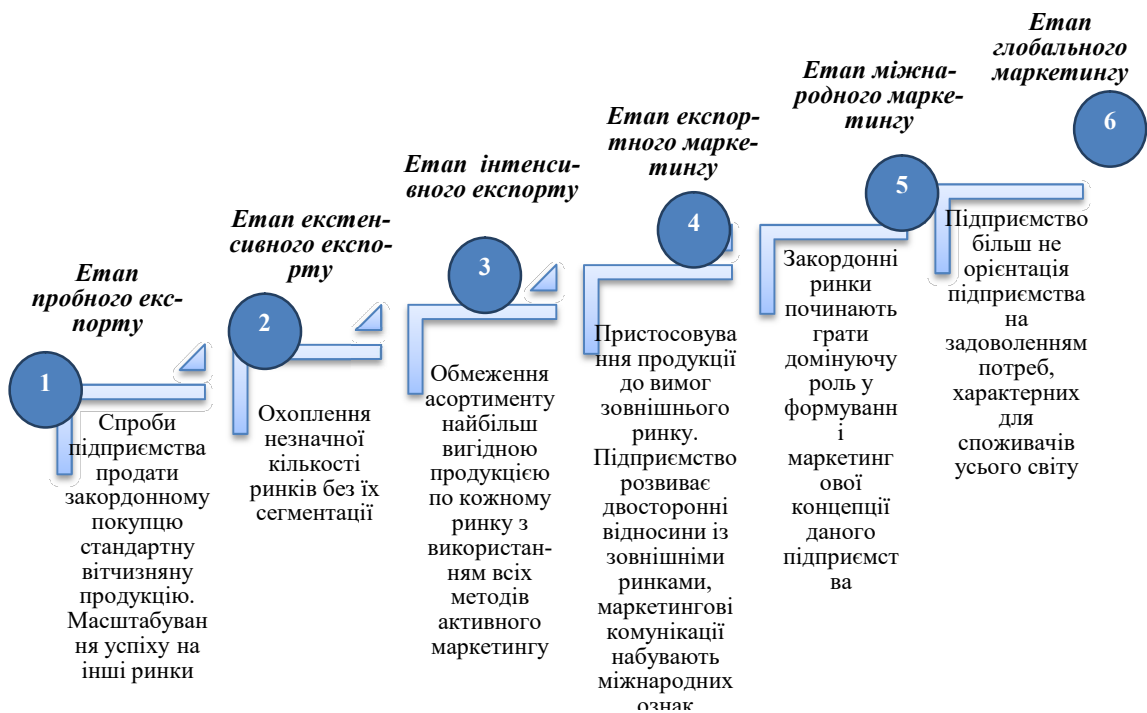 Етап
пробного екс-
порту
1
Спроби
підприємства
продати
закордонному
покупцю
стандартну
вітчизняну
продукцію.
Масштабуван
ня успіху на
інші ринки
Етап екстен-
сивного експо-
рту
2
Охоплення
незначної
кількості
ринків без їх
сегментації
Етап інтенси-
вного експорту
3
Обмеження
асортименту
найбільш
вигідною
продукцією
по кожному
ринку з
використан-
ням всіх
методів
активного
маркетингу
Етап експор-
тного марке-
тингу
4
Пристосовува
ння продукції
до вимог
зовнішнього
ринку.
Підприємство
розвиває
двосторонні
відносини із
зовнішніми
ринками,
маркетингові
комунікації
набувають
міжнародних
ознак
Етап міжна-
родного марке-
тингу
5
Закордонні
ринки
починають
грати
домінуючу
роль у
формуванн
і
маркетинг
ової
концепції
даного
підприємст
ва
Етап
глобального
маркетингу
6
Підприємство
більш не
орієнтація
підприємства
на
задоволенням
потреб,
характерних
для
споживачів
усього світу